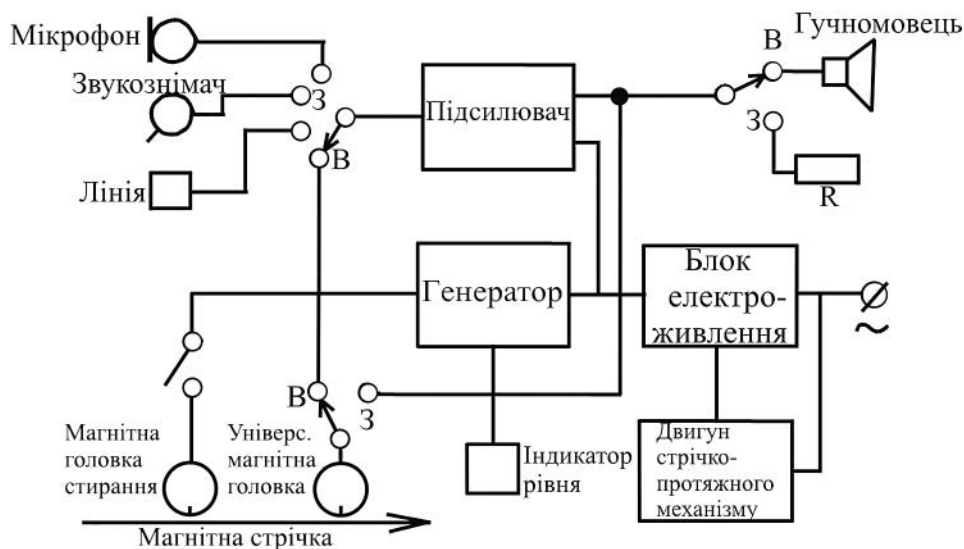 Мікрофон
Звукознімач
Лінія
З
В
Підсилювач
В
Гучномовець
З
R
Генератор
Блок
електро-
живлення
~
В
З
Магнітна
головка
стирання
Універс.
магнітна
головка
Індикатор
рівня
Двигун
стрічко-
протяжного
механізму
Магнітна стрічка